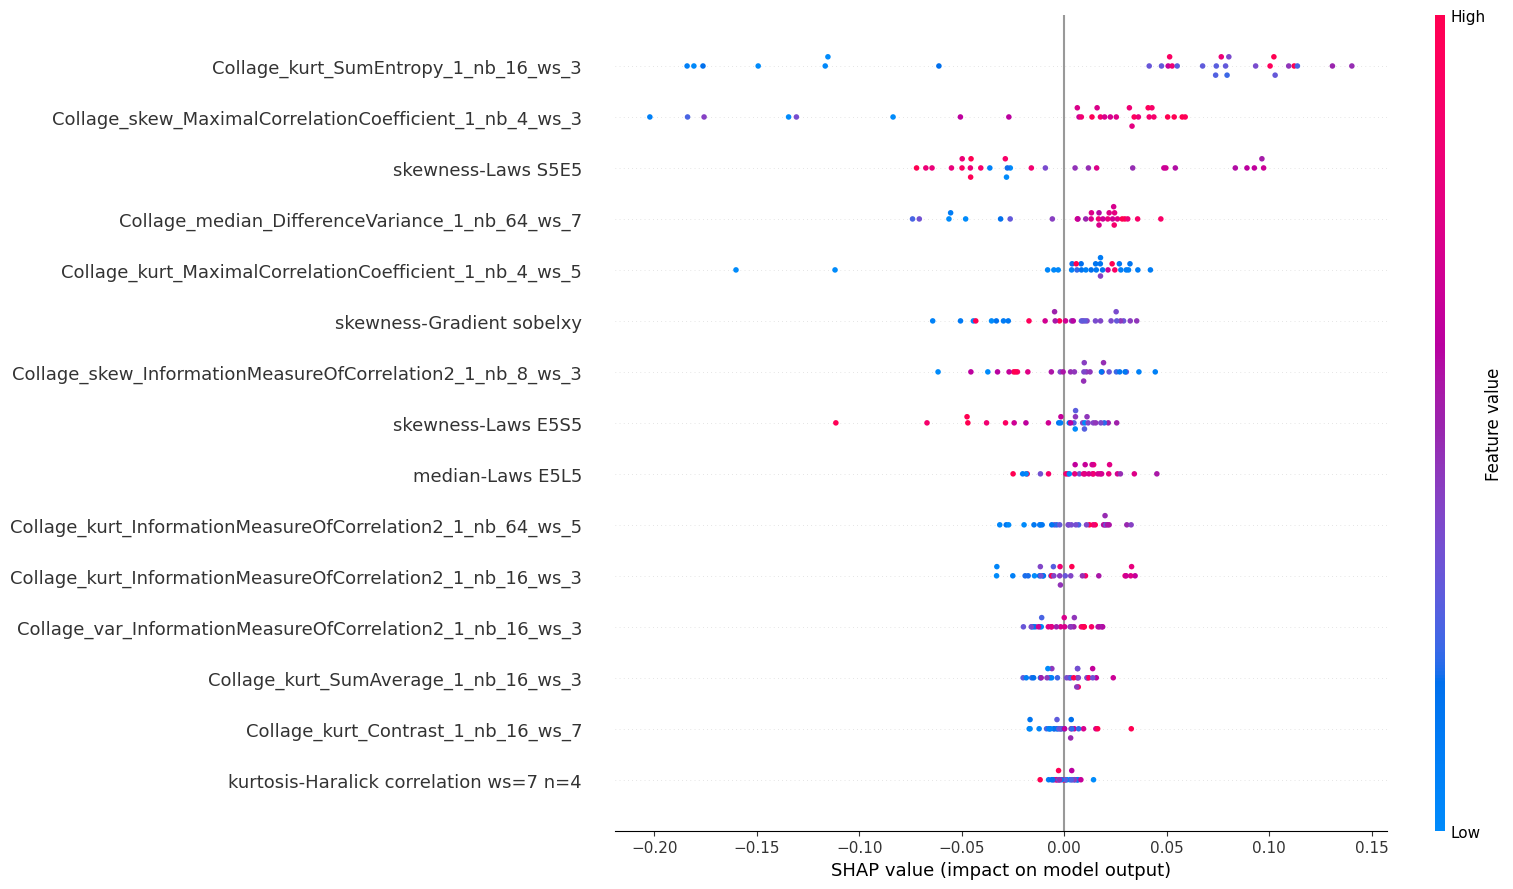 High
Collage_kurt_SumEntropy_1_nb_16_ws_3
Collage_skew_MaximalCorrelationCoefficient_1_nb_4_ws_3
skewness-Laws S5E5
Collage_median_DifferenceVariance_1_nb_64_ws_7
Collage_kurt_MaximalCorrelationCoefficient_1_nb_4_ws_5
skewness-Gradient sobelxy
Collage_skew_InformationMeasureOfCorrelation2_1_nb_8_ws_3
skewness-Laws E5S5
median-Laws E5L5
Collage_kurt_InformationMeasureOfCorrelation2_1_nb_64_ws_5
Collage_kurt_InformationMeasureOfCorrelation2_1_nb_16_ws_3
Collage_var_InformationMeasureOfCorrelation2_1_nb_16_ws_3
Collage_kurt_SumAverage_1_nb_16_ws_3
Collage_kurt_Contrast_1_nb_16_ws_7
kurtosis-Haralick correlation ws=7 n=4
Feature value
Low
−0.20 −0.15 −0.10 −0.05 0.00 0.05 0.10 0.15
SHAP value (impact on model output)